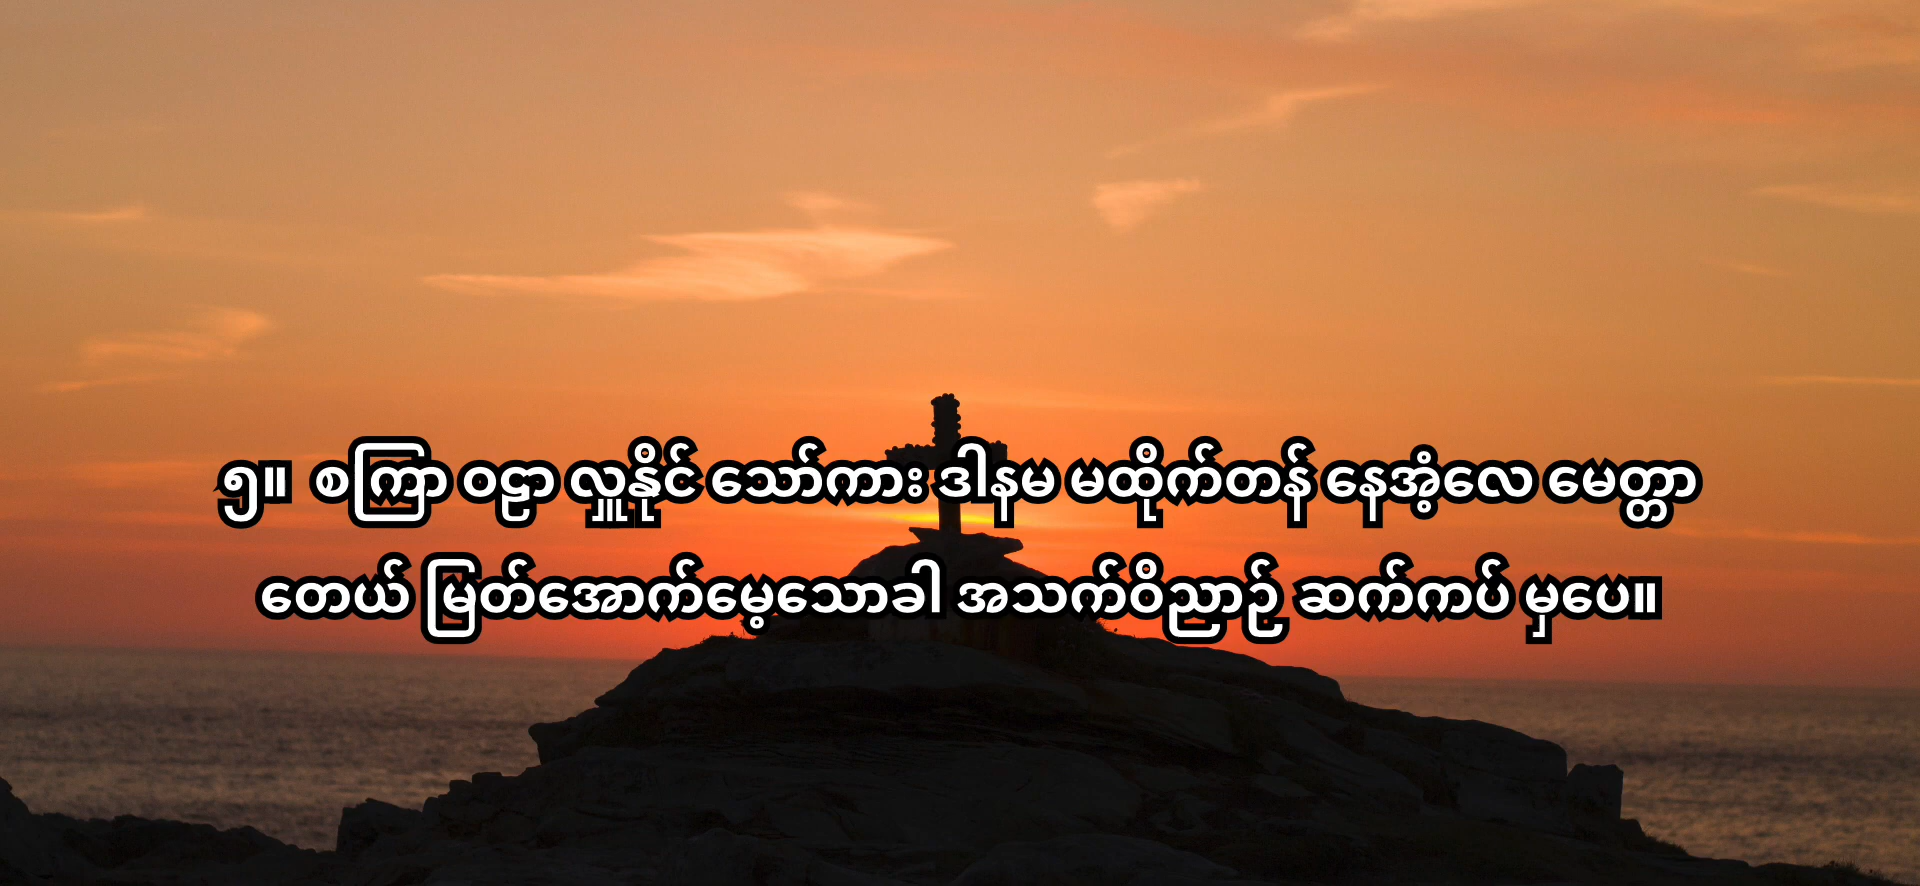 ၅။ စကြာ ဝဠာ လှူနိုင် သော်ကား ဒါနမ မထိုက်တန် နေအံ့လေ မေတ္တာ
တေယ် မြတ်အောက်မေ့သောခါ အသက်ဝိညာဉ် ဆက်ကပ် မှပေ။